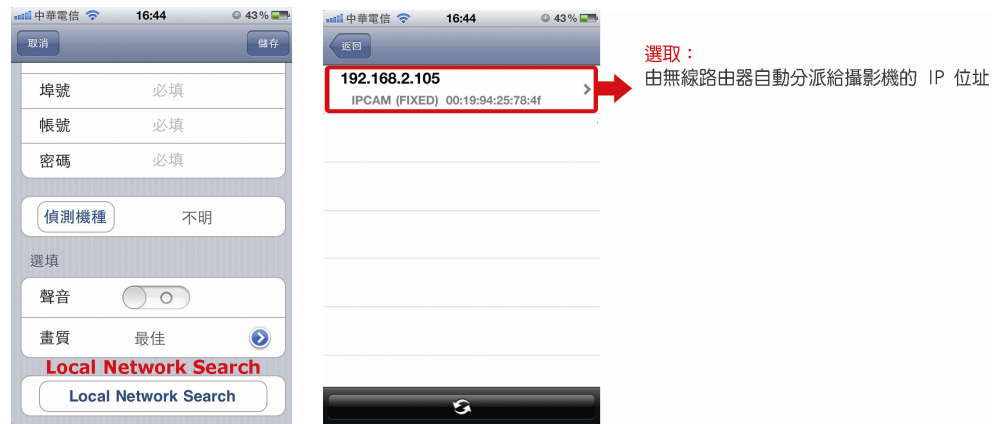 中華電信 16:44 43%
取消 儲存
埠號 必填
帳號 必填
密碼 必填
偵測機種 不明
選填
聲音
畫質 最佳
Local Network Search
Local Network Search
中華電信 16:44 43%
返回
192.168.2.105
IPCAM (FIXED) 00:19:94:25:78:4f
選取：
由無線路由器自動分派給攝影機的 IP 位址